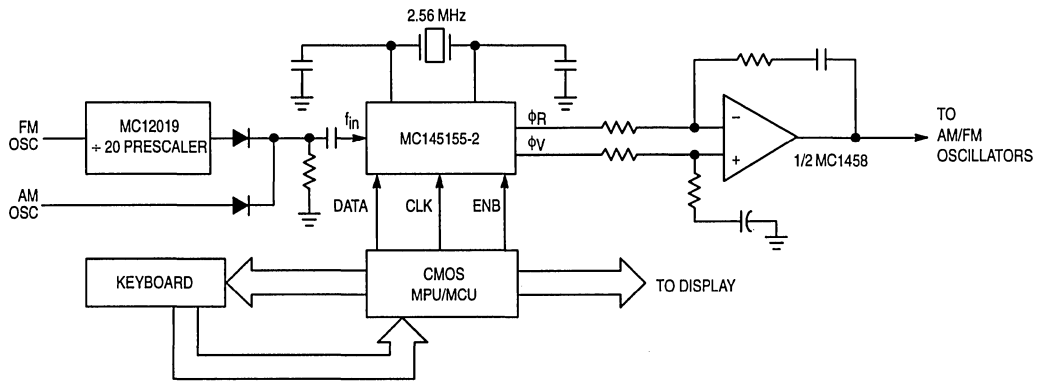 2.56 MHz
FM
OSC
MC12019
÷ 20 PRESCALER
fin
MC145155-2
ϕR
ϕV
−
+
1/2 MC1458
TO
AM/FM
OSCILLATORS
AM
OSC
DATA
CLK
ENB
KEYBOARD
CMOS
MPU/MCU
TO DISPLAY